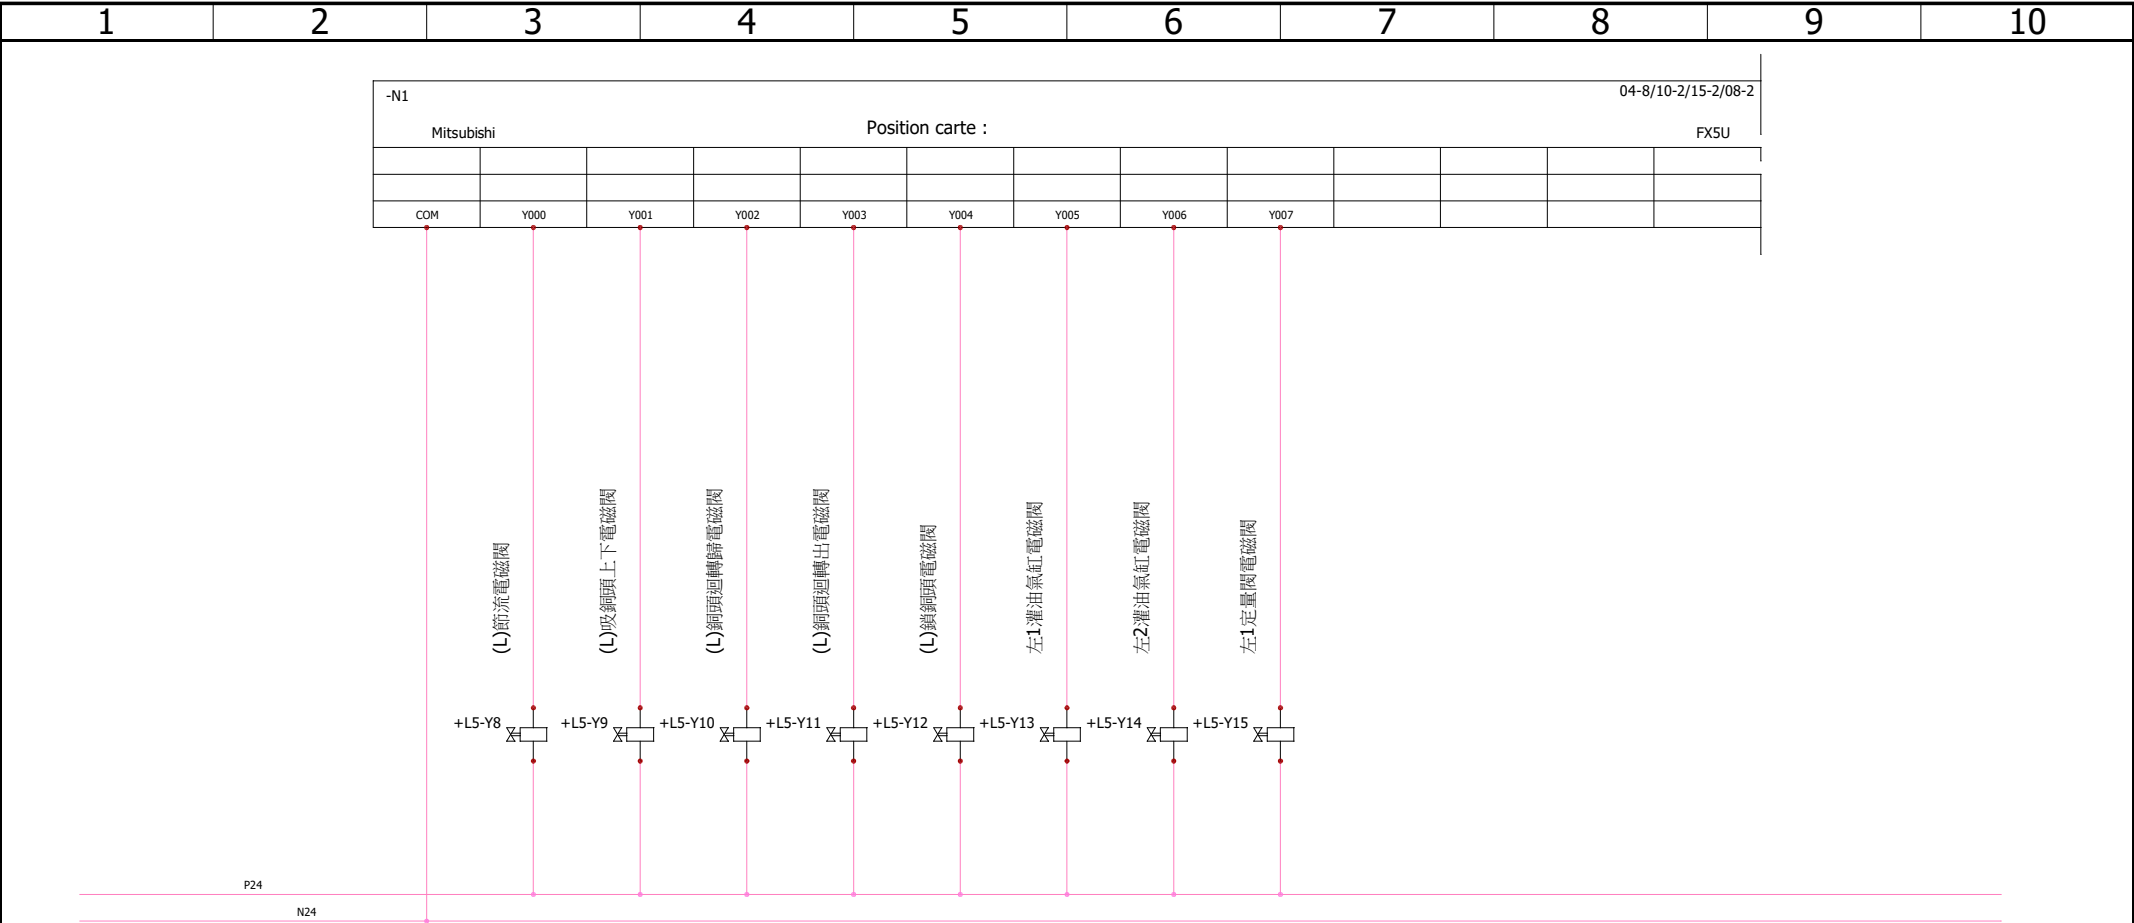 1 2 3 4 5 6 7 8 9 10
-N1 04-8/10-2/15-2/08-2
Mitsubishi Position carte : FX5U
COM Y000 Y001 Y002 Y003 Y004 Y005 Y006 Y007
(L)節流電磁閥
(L)吸銅頭上下電磁閥
(L)銅頭迴轉歸電磁閥
(L)銅頭迴轉出電磁閥
(L)鎖銅頭電磁閥
左1灌油氣缸電磁閥
左2灌油氣缸電磁閥
左1定量閥電磁閥
+L5-Y8 +L5-Y9 +L5-Y10 +L5-Y11 +L5-Y12 +L5-Y13 +L5-Y14 +L5-Y15
P24
N24